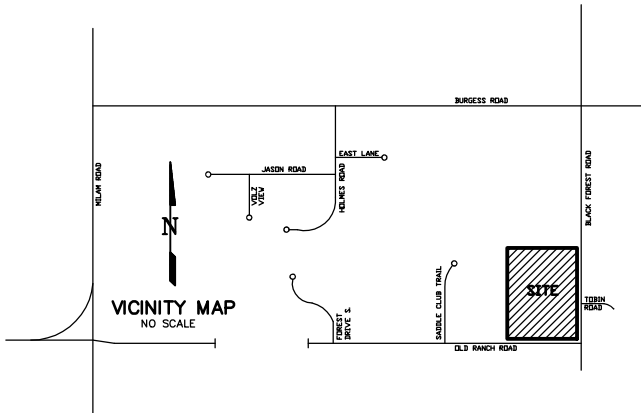 BURGESS ROAD
MILAM ROAD
EAST LANE
JASON ROAD
HOLMES ROAD
VOLZ
VIEW
BLACK FOREST ROAD
N
SADDLE CLUB TRAIL
SITE
TOBIN
ROAD
VICINITY MAP
NO SCALE
FOREST
DRIVE S.
OLD RANCH ROAD